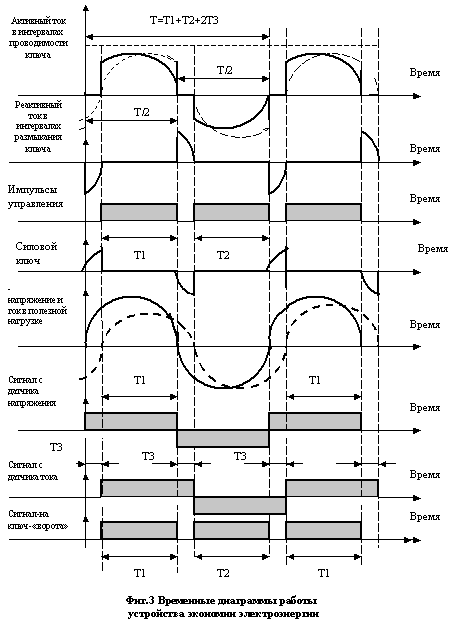 Активный ток
в интервалах
проводимости
ключа
T=T1+T2+2T3
T/2
Время
Реактивный
ток в
интервалах
размыкания
ключа
T/2
Время
Импульсы
управления
Время
Силовой
ключ
T1
T2
Время
напряжение и
ток в полезной
нагрузке
Время
Сигнал с
датчика
напряжения
T1
T1
Время
T3
T3
T3
Сигнал с
датчика тока
Время
Сигнал-на
ключ-«ворота»
Время
T1
T2
T1
Фиг.3 Временные диаграммы работы
устройства экономии электроэнергии